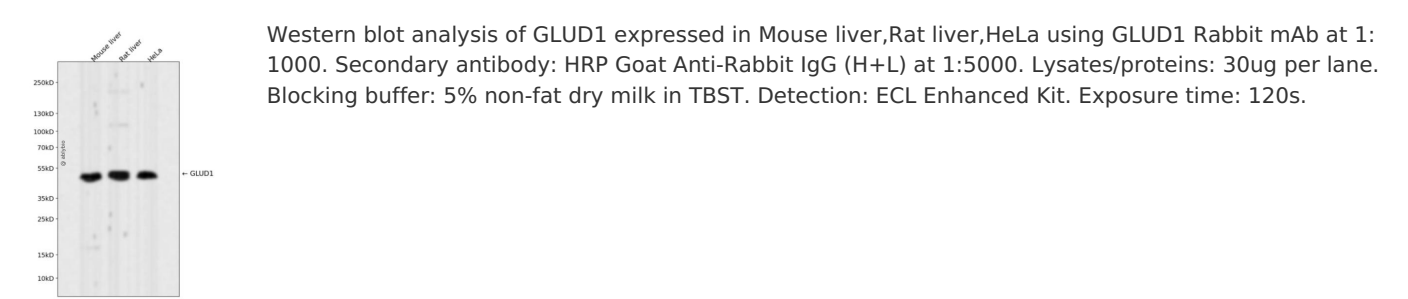 Mouse liver
Rat liver
HeLa
250kD
130kD
100kD
70kD
55kD
35kD
25kD
15kD
10kD
← GLUD1
Western blot analysis of GLUD1 expressed in Mouse liver,Rat liver,HeLa using GLUD1 Rabbit mAb at 1:
1000. Secondary antibody: HRP Goat Anti-Rabbit IgG (H+L) at 1:5000. Lysates/proteins: 30ug per lane.
Blocking buffer: 5% non-fat dry milk in TBST. Detection: ECL Enhanced Kit. Exposure time: 120s.